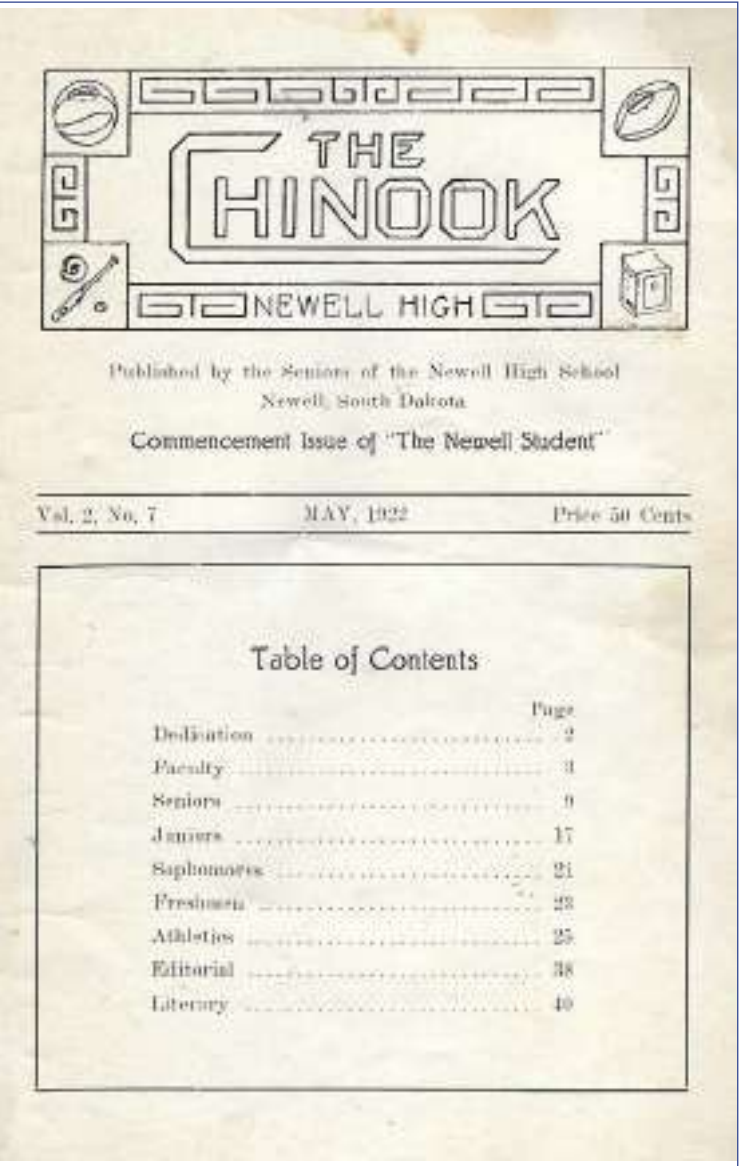 THE
CHINOOK
NEWELL HIGH
Published by the Seniors of the Newell High School
Newell, South Dakota
Commencement Issue of "The Newell Student"
Vol. 2, No. 7 MAY, 1922 Price 50 Cents
Table of Contents
Page
Dedication 2
Faculty 3
Seniors 9
Juniors 17
Sophomores 21
Freshmen 23
Athletics 25
Editorial 38
Literary 40